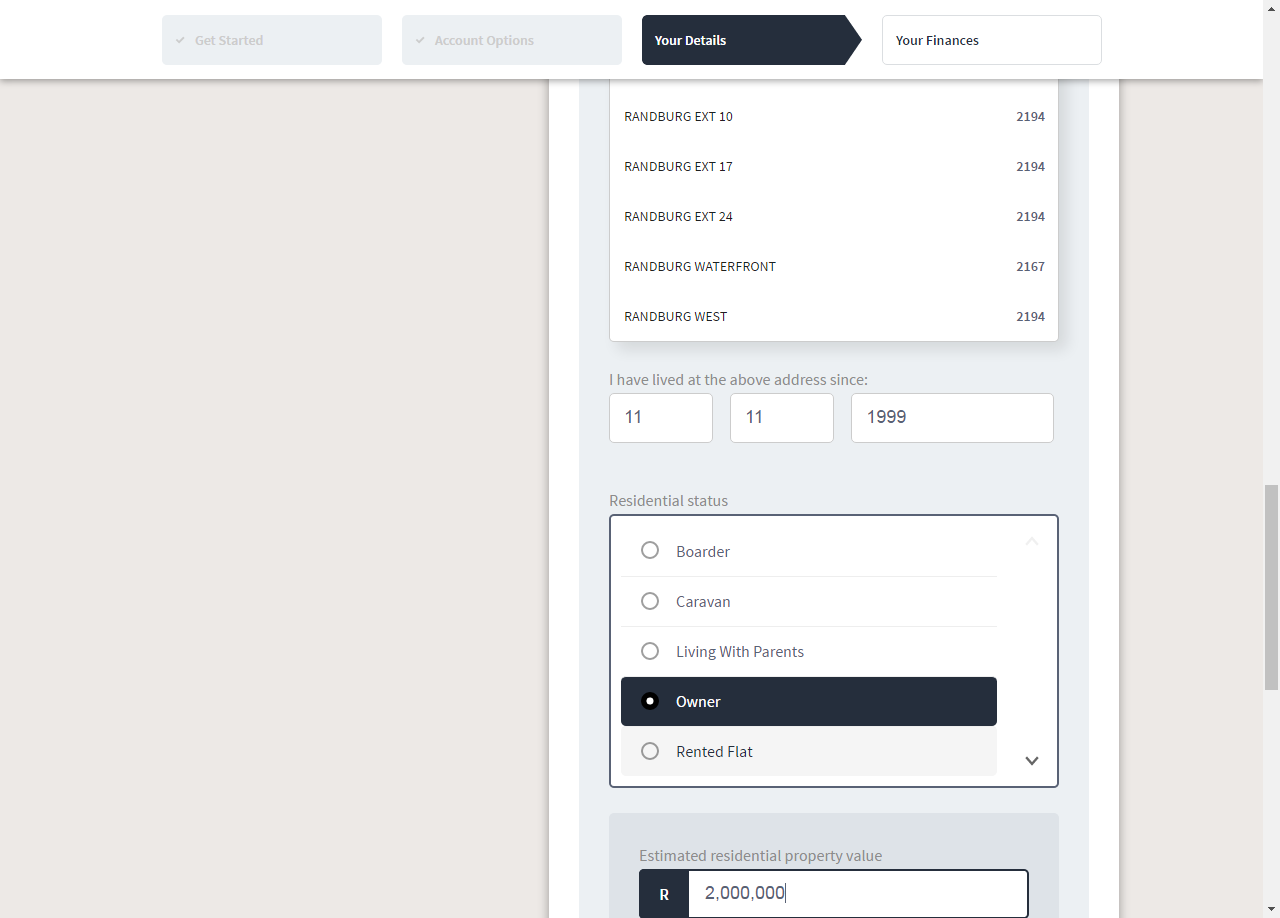 Get Started
Account Options
Your Details
Your Finances
RANDBURG EXT 10 2194
RANDBURG EXT 17 2194
RANDBURG EXT 24 2194
RANDBURG WATERFRONT 2167
RANDBURG WEST 2194
I have lived at the above address since:
11 11 1999
Residential status
Boarder
Caravan
Living With Parents
Owner
Rented Flat
Estimated residential property value
R 2,000,000